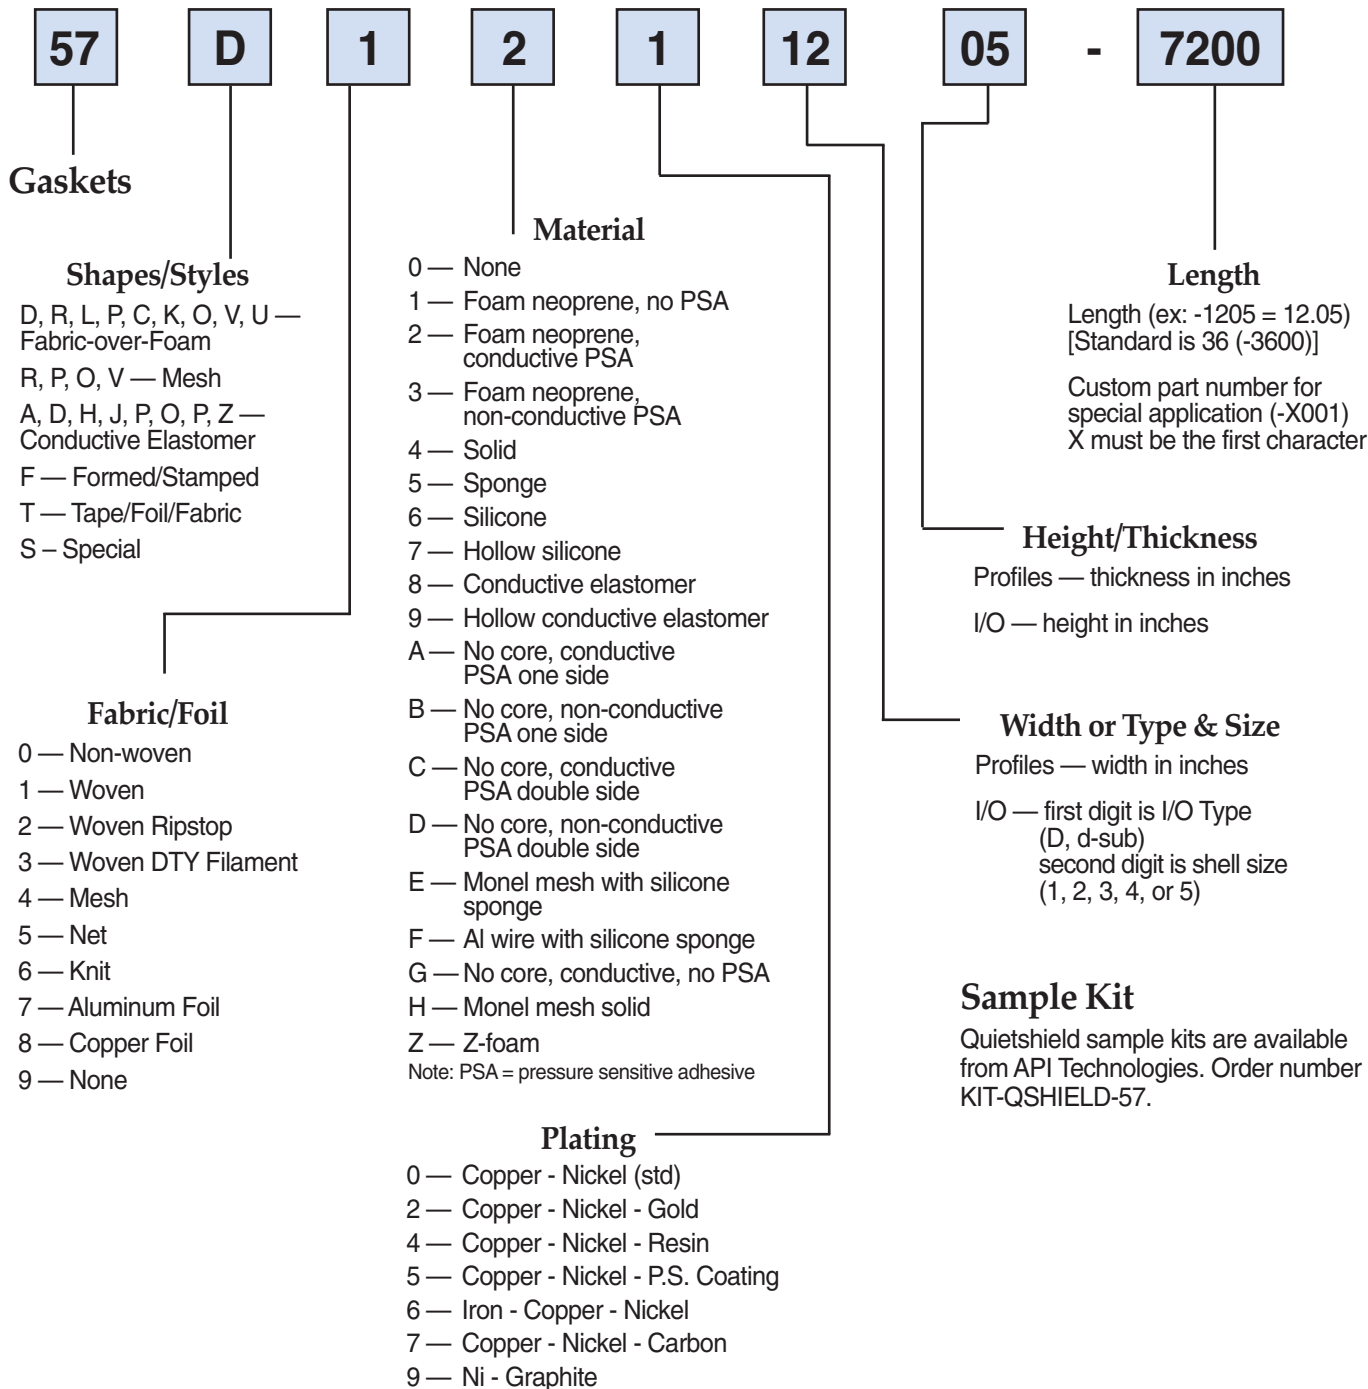 57 D 1 2 1 12 05 - 7200
Gaskets
Shapes/Styles
D, R, L, P, C, K, O, V, U —
Fabric-over-Foam
R, P, O, V — Mesh
A, D, H, J, P, O, P, Z —
Conductive Elastomer
F — Formed/Stamped
T — Tape/Foil/Fabric
S – Special
Fabric/Foil
0 — Non-woven
1 — Woven
2 — Woven Ripstop
3 — Woven DTY Filament
4 — Mesh
5 — Net
6 — Knit
7 — Aluminum Foil
8 — Copper Foil
9 — None
Material
0 — None
1 — Foam neoprene, no PSA
2 — Foam neoprene,
conductive PSA
3 — Foam neoprene,
non-conductive PSA
4 — Solid
5 — Sponge
6 — Silicone
7 — Hollow silicone
8 — Conductive elastomer
9 — Hollow conductive elastomer
A — No core, conductive
PSA one side
B — No core, non-conductive
PSA one side
C — No core, conductive
PSA double side
D — No core, non-conductive
PSA double side
E — Monel mesh with silicone
sponge
F — Al wire with silicone sponge
G — No core, conductive, no PSA
H — Monel mesh solid
Z — Z-foam
Note: PSA = pressure sensitive adhesive
Plating
0 — Copper - Nickel (std)
2 — Copper - Nickel - Gold
4 — Copper - Nickel - Resin
5 — Copper - Nickel - P.S. Coating
6 — Iron - Copper - Nickel
7 — Copper - Nickel - Carbon
9 — Ni - Graphite
Length
Length (ex: -1205 = 12.05)
[Standard is 36 (-3600)]
Custom part number for
special application (-X001)
X must be the first character
Height/Thickness
Profiles — thickness in inches
I/O — height in inches
Width or Type & Size
Profiles — width in inches
I/O — first digit is I/O Type
(D, d-sub)
second digit is shell size
(1, 2, 3, 4, or 5)
Sample Kit
Quietshield sample kits are available
from API Technologies. Order number
KIT-QSHIELD-57.